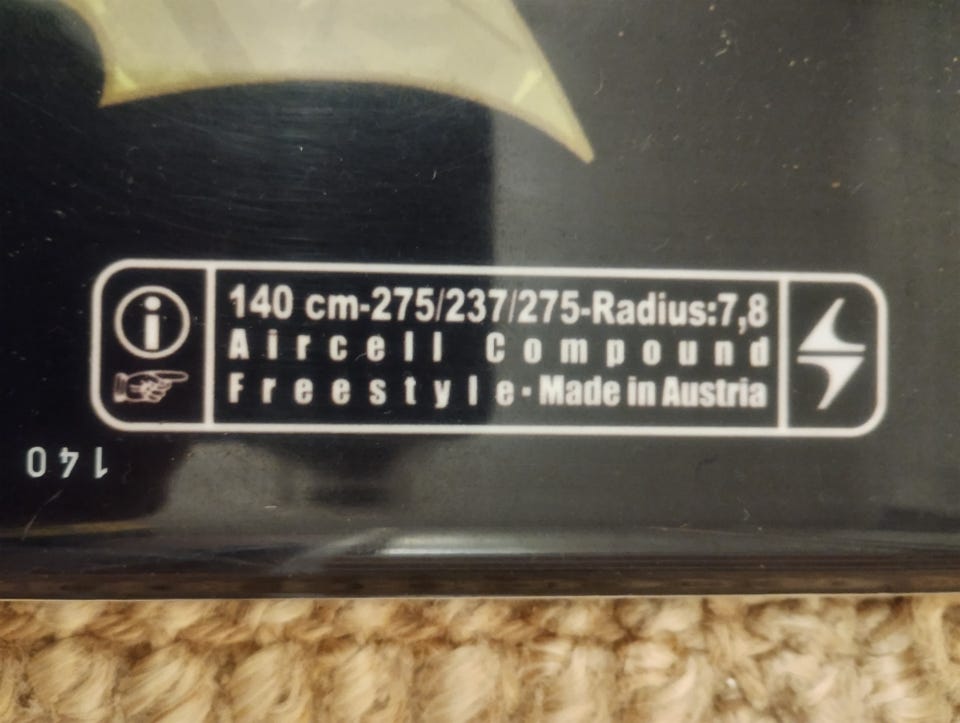 140 cm-275/237/275-Radius:7,8
Aircell Compound
Freestyle·Made in Austria
140